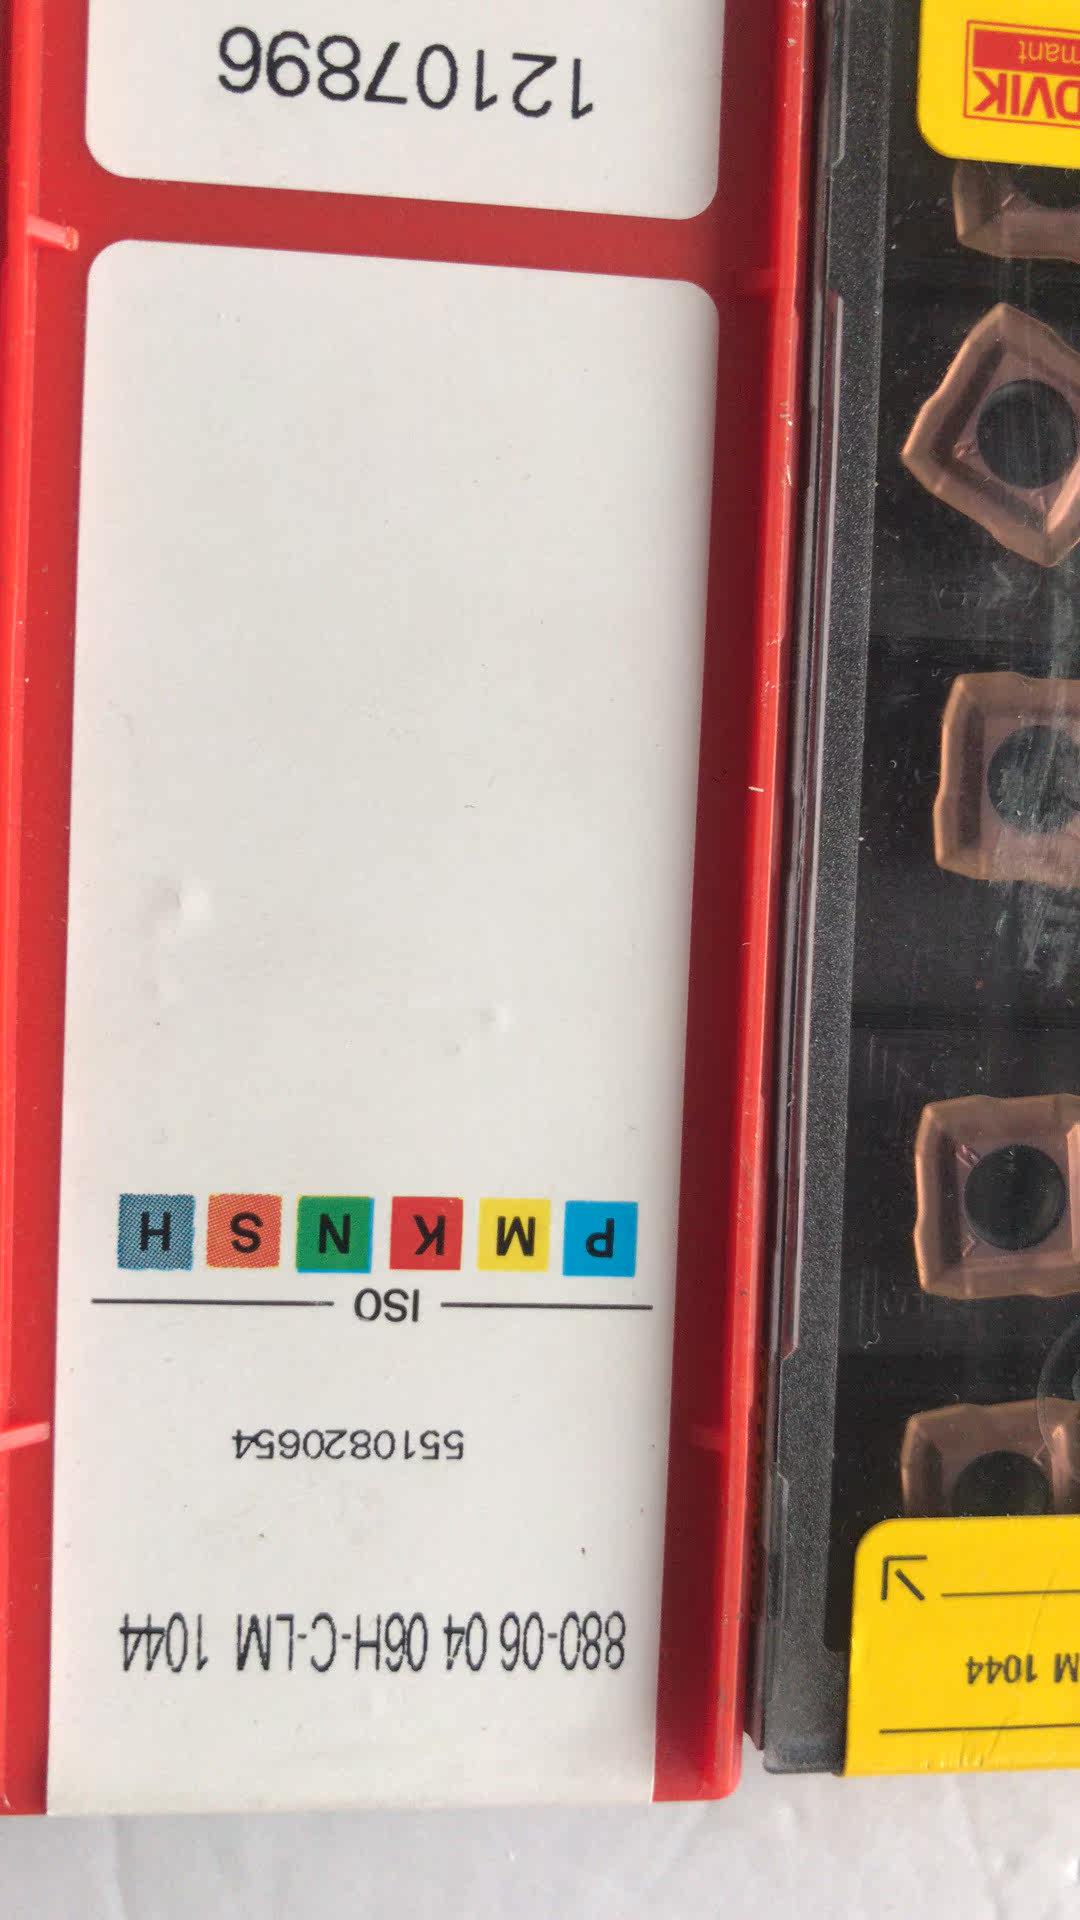 880-06 04 06H-C-LM 1044
5510820654
ISO
P M K N S H
12107896
M 1044
DVIK
mant